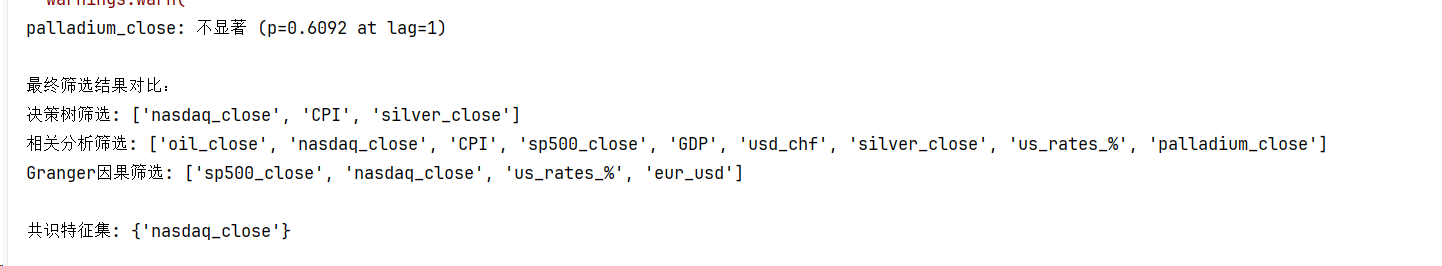 warnings.warn(
palladium_close: 不显著 (p=0.6092 at lag=1)
最终筛选结果对比:
决策树筛选: ['nasdaq_close', 'CPI', 'silver_close']
相关分析筛选: ['oil_close', 'nasdaq_close', 'CPI', 'sp500_close', 'GDP', 'usd_chf', 'silver_close', 'us_rates_%', 'palladium_close']
Granger因果筛选: ['sp500_close', 'nasdaq_close', 'us_rates_%', 'eur_usd']
共识特征集: {'nasdaq_close'}